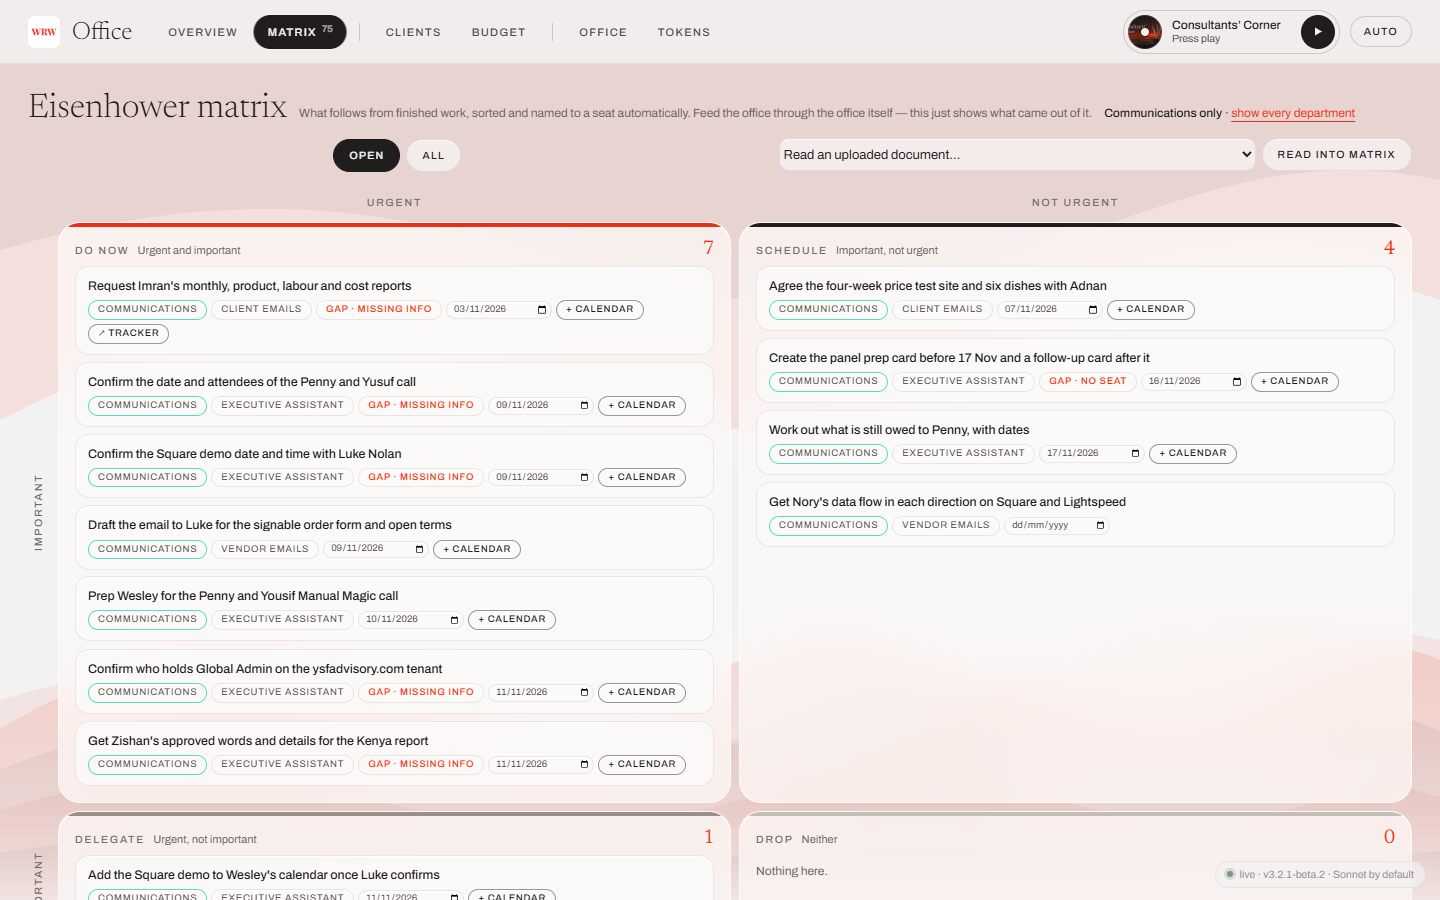 WRW Office OVERVIEW MATRIX 75 CLIENTS BUDGET OFFICE TOKENS Consultants' Corner AUTO
Press play
Eisenhower matrix What follows from finished work, sorted and named to a seat automatically. Feed the office through the office itself — this just shows what came out of it. Communications only · show every department
OPEN ALL Read an uploaded document... READ INTO MATRIX
URGENT NOT URGENT
IMPORTANT
DO NOW Urgent and important 7
Request Imran's monthly, product, labour and cost reports
COMMUNICATIONS CLIENT EMAILS GAP · MISSING INFO 03/11/2026 + CALENDAR
↗ TRACKER
Confirm the date and attendees of the Penny and Yusuf call
COMMUNICATIONS EXECUTIVE ASSISTANT GAP · MISSING INFO 09/11/2026 + CALENDAR
Confirm the Square demo date and time with Luke Nolan
COMMUNICATIONS EXECUTIVE ASSISTANT GAP · MISSING INFO 09/11/2026 + CALENDAR
Draft the email to Luke for the signable order form and open terms
COMMUNICATIONS VENDOR EMAILS 09/11/2026 + CALENDAR
Prep Wesley for the Penny and Yousif Manual Magic call
COMMUNICATIONS EXECUTIVE ASSISTANT 10/11/2026 + CALENDAR
Confirm who holds Global Admin on the ysfadvisory.com tenant
COMMUNICATIONS EXECUTIVE ASSISTANT GAP · MISSING INFO 11/11/2026 + CALENDAR
Get Zishan's approved words and details for the Kenya report
COMMUNICATIONS EXECUTIVE ASSISTANT GAP · MISSING INFO 11/11/2026 + CALENDAR
SCHEDULE Important, not urgent 4
Agree the four-week price test site and six dishes with Adnan
COMMUNICATIONS CLIENT EMAILS 07/11/2026 + CALENDAR
Create the panel prep card before 17 Nov and a follow-up card after it
COMMUNICATIONS EXECUTIVE ASSISTANT GAP · NO SEAT 16/11/2026 + CALENDAR
Work out what is still owed to Penny, with dates
COMMUNICATIONS EXECUTIVE ASSISTANT 17/11/2026 + CALENDAR
Get Nory's data flow in each direction on Square and Lightspeed
COMMUNICATIONS VENDOR EMAILS dd/mm/yyyy
DELEGATE Urgent, not important 1
Add the Square demo to Wesley's calendar once Luke confirms
COMMUNICATIONS EXECUTIVE ASSISTANT 11/11/2026 + CALENDAR
DROP Neither 0
Nothing here.
live · v3.2.1-beta.2 · Sonnet by default